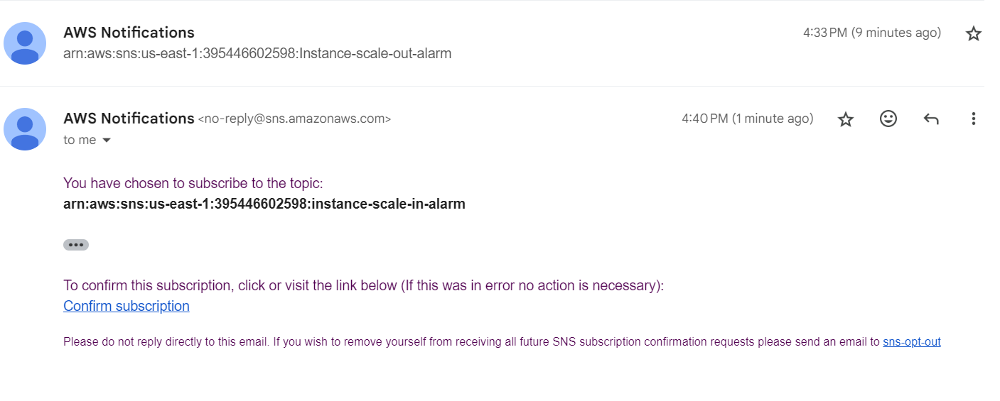 AWS Notifications 4:33 PM (9 minutes ago)
arn:aws:sns:us-east-1:395446602598:Instance-scale-out-alarm
AWS Notifications <no-reply@sns.amazonaws.com> 4:40 PM (1 minute ago)
to me
You have chosen to subscribe to the topic:
arn:aws:sns:us-east-1:395446602598:instance-scale-in-alarm
To confirm this subscription, click or visit the link below (If this was in error no action is necessary):
Confirm subscription
Please do not reply directly to this email. If you wish to remove yourself from receiving all future SNS subscription confirmation requests please send an email to sns-opt-out